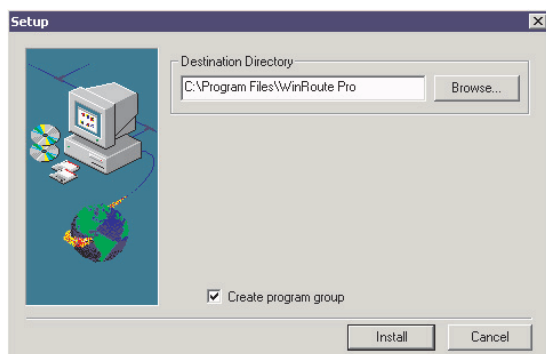 Setup
Destination Directory
C:\Program Files\WinRoute Pro
Browse...
Create program group
Install
Cancel